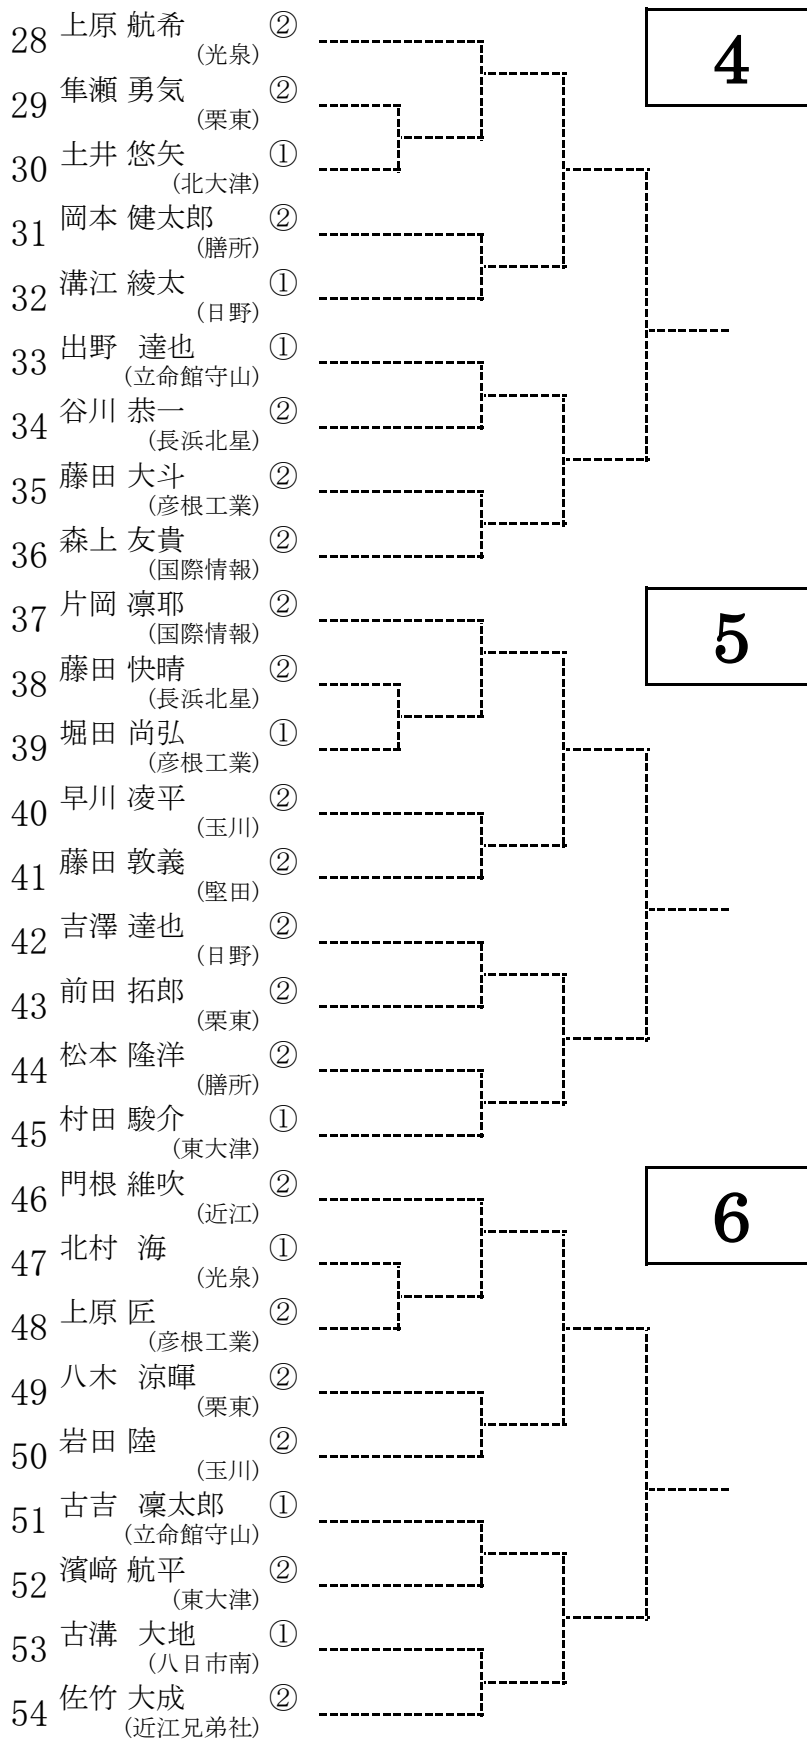 28 上原 航希 ②
(光泉)
4
29 隼瀬 勇気 ②
(栗東)
30 土井 悠矢 ①
(北大津)
31 岡本 健太郎 ②
(膳所)
32 溝江 綾太 ①
(日野)
33 出野 達也 ①
(立命館守山)
34 谷川 恭一 ②
(長浜北星)
35 藤田 大斗 ②
(彦根工業)
36 森上 友貴 ②
(国際情報)
37 片岡 凛耶 ②
(国際情報)
5
38 藤田 快晴 ②
(長浜北星)
39 堀田 尚弘 ①
(彦根工業)
40 早川 凌平 ②
(玉川)
41 藤田 敦義 ②
(堅田)
42 吉澤 達也 ②
(日野)
43 前田 拓郎 ②
(栗東)
44 松本 隆洋 ②
(膳所)
45 村田 駿介 ①
(東大津)
46 門根 維吹 ②
(近江)
6
47 北村 海 ①
(光泉)
48 上原 匠 ②
(彦根工業)
49 八木 涼暉 ②
(栗東)
50 岩田 陸 ②
(玉川)
51 古吉 凜太郎 ①
(立命館守山)
52 濱﨑 航平 ②
(東大津)
53 古溝 大地 ①
(八日市南)
54 佐竹 大成 ②
(近江兄弟社)